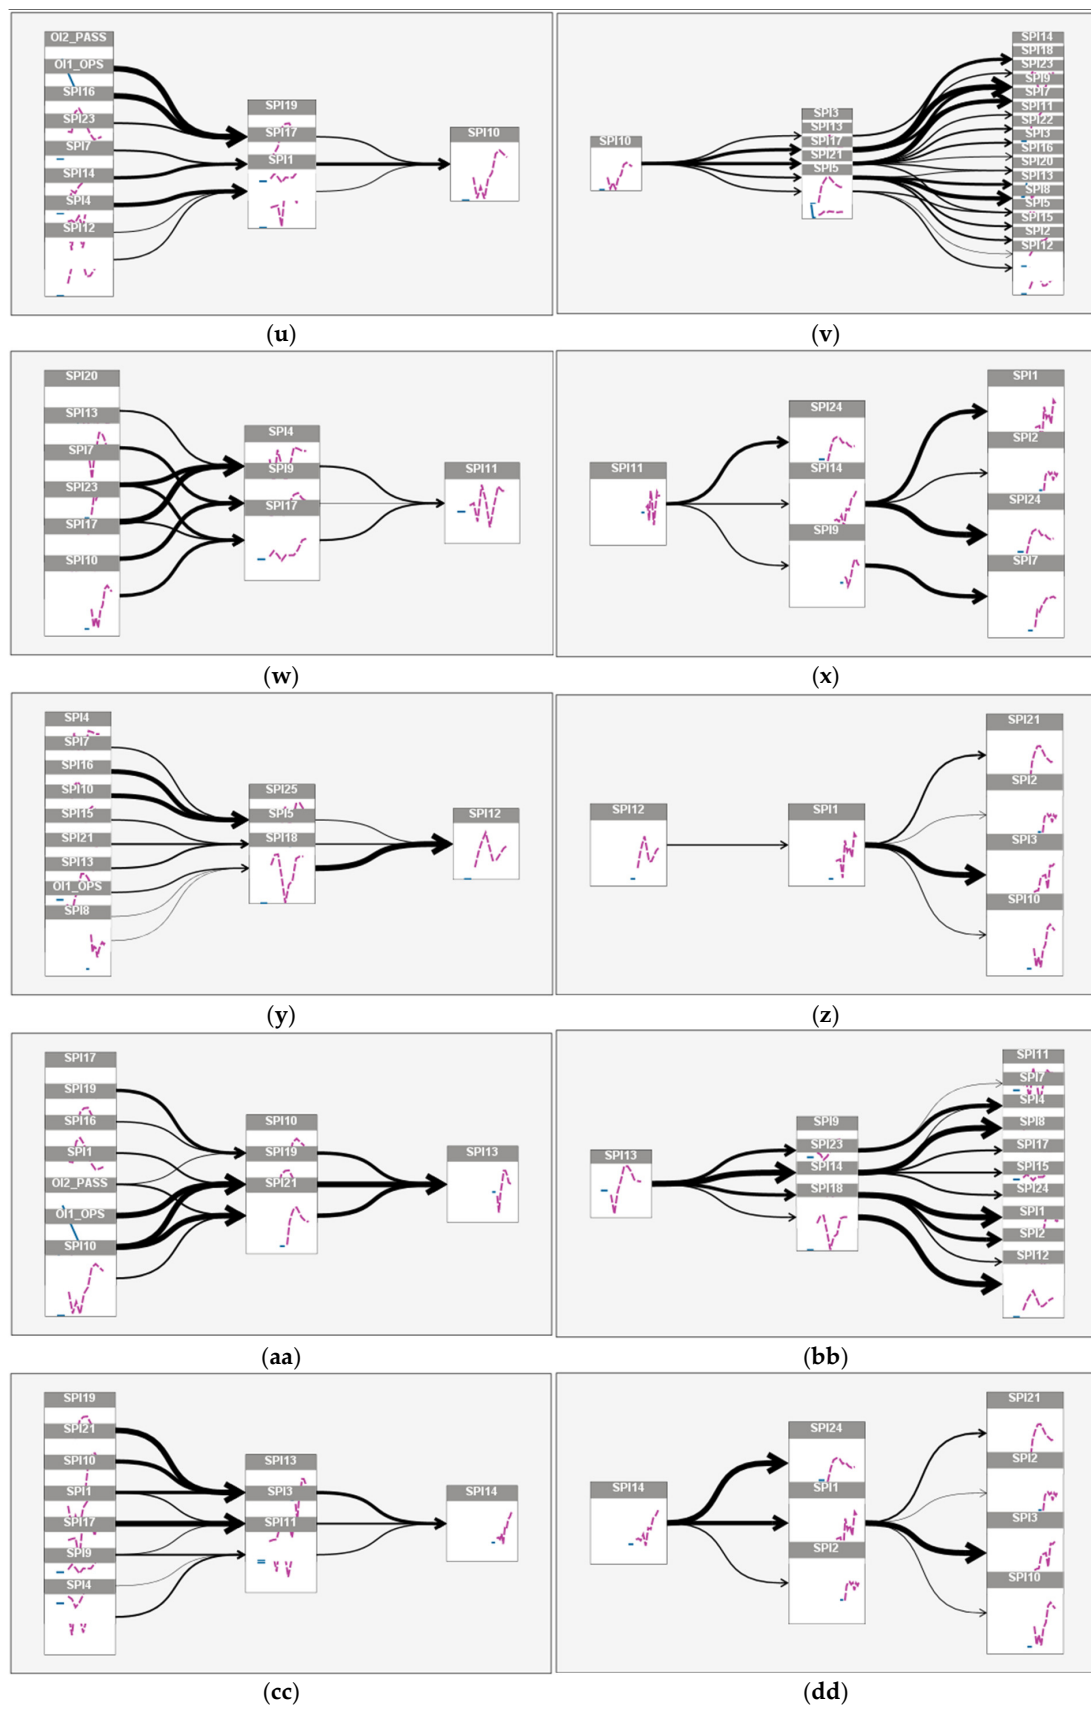 OI2_PASS
OI1_OPS
SPI16
SPI23
SPI7
SPI14
SPI4
SPI12
SPI19
SPI17
SPI1
SPI10
(u)
SPI10
SPI3
SPI13
SPI17
SPI21
SPI5
SPI14
SPI18
SPI23
SPI9
SPI7
SPI11
SPI22
SPI3
SPI16
SPI20
SPI13
SPI8
SPI5
SPI15
SPI2
SPI12
(v)
SPI20
SPI13
SPI7
SPI23
SPI17
SPI10
SPI4
SPI9
SPI17
SPI11
(w)
SPI11
SPI24
SPI14
SPI9
SPI1
SPI2
SPI24
SPI7
(x)
SPI4
SPI7
SPI16
SPI10
SPI15
SPI21
SPI13
OI1_OPS
SPI8
SPI25
SPI5
SPI18
SPI12
(y)
SPI12
SPI1
SPI21
SPI2
SPI3
SPI10
(z)
SPI17
SPI19
SPI16
SPI1
OI2_PASS
OI1_OPS
SPI10
SPI10
SPI19
SPI21
SPI13
(aa)
SPI13
SPI9
SPI23
SPI14
SPI18
SPI11
SPI7
SPI4
SPI8
SPI17
SPI15
SPI24
SPI1
SPI2
SPI12
(bb)
SPI19
SPI21
SPI10
SPI1
SPI17
SPI9
SPI4
SPI13
SPI3
SPI11
SPI14
(cc)
SPI14
SPI24
SPI1
SPI2
SPI21
SPI2
SPI3
SPI10
(dd)